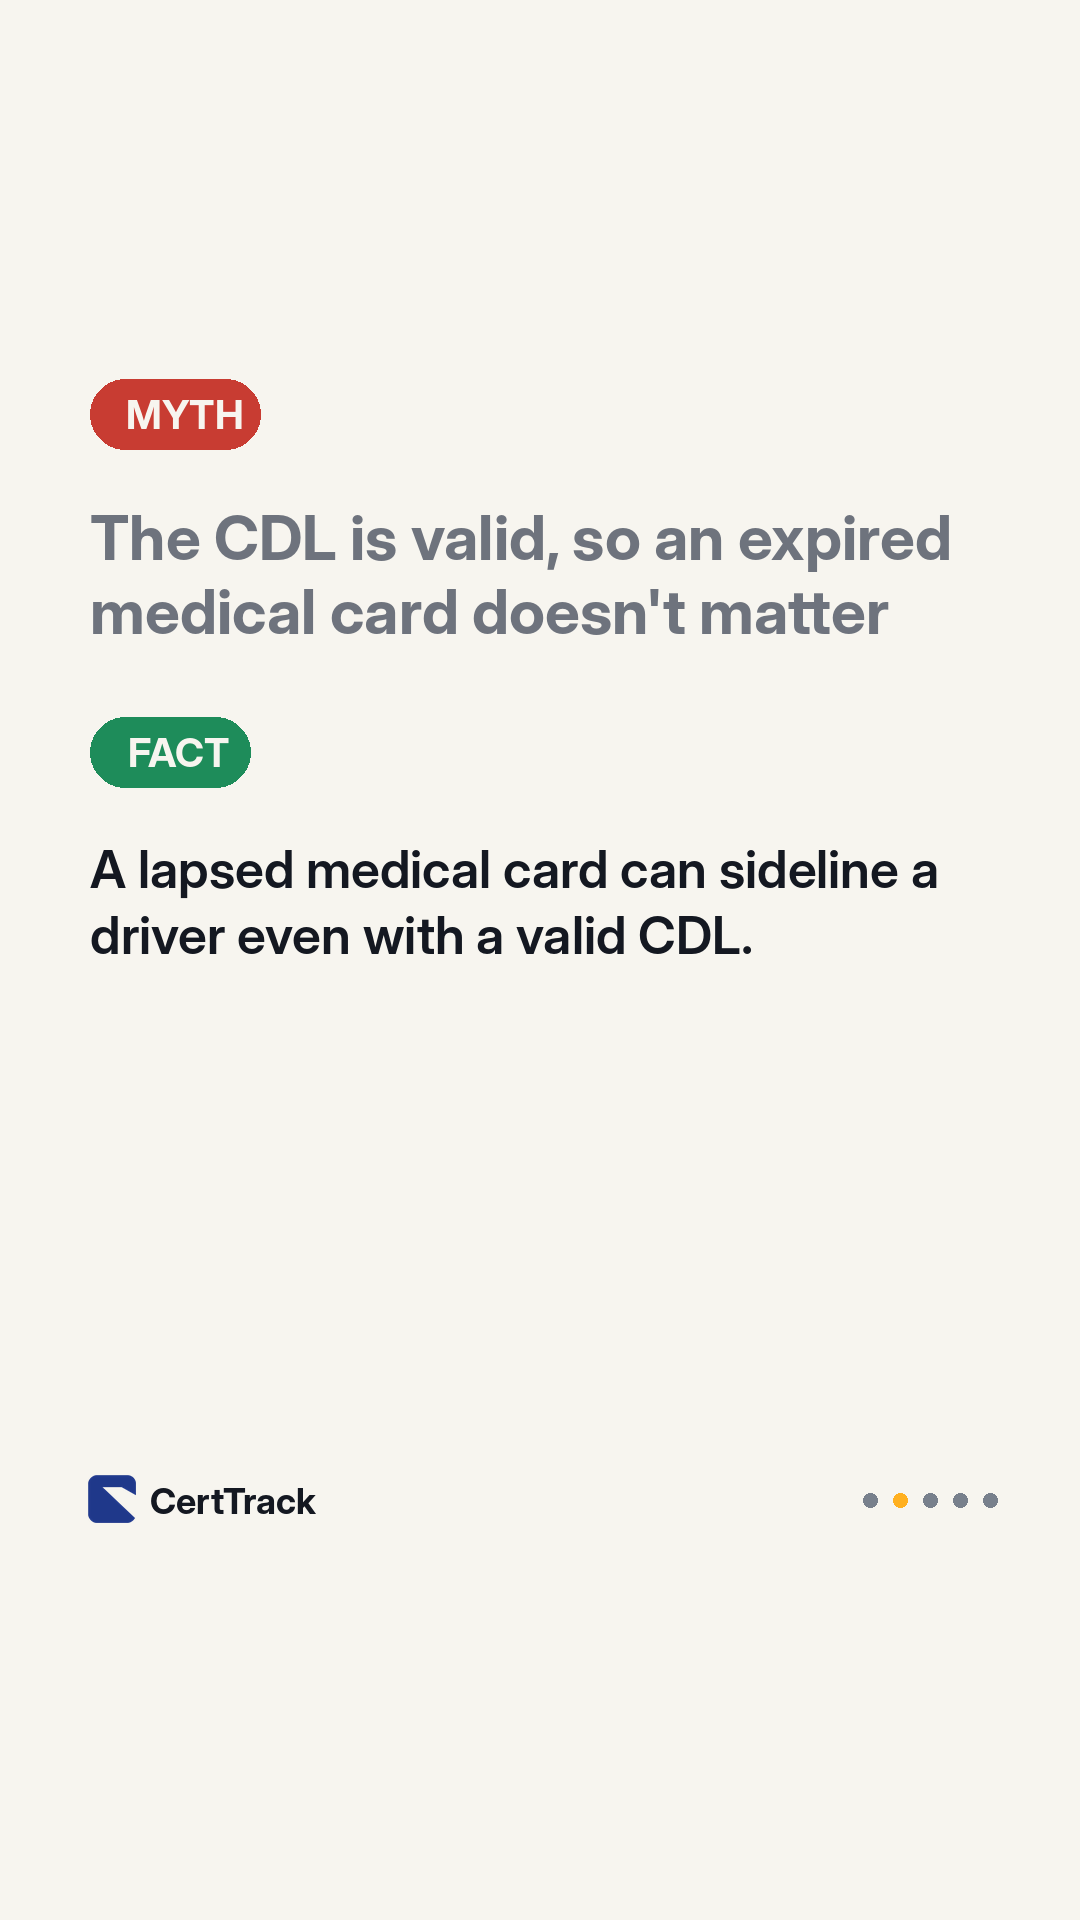 MYTH
The CDL is valid, so an expired
medical card doesn't matter
FACT
A lapsed medical card can sideline a
driver even with a valid CDL.
CertTrack